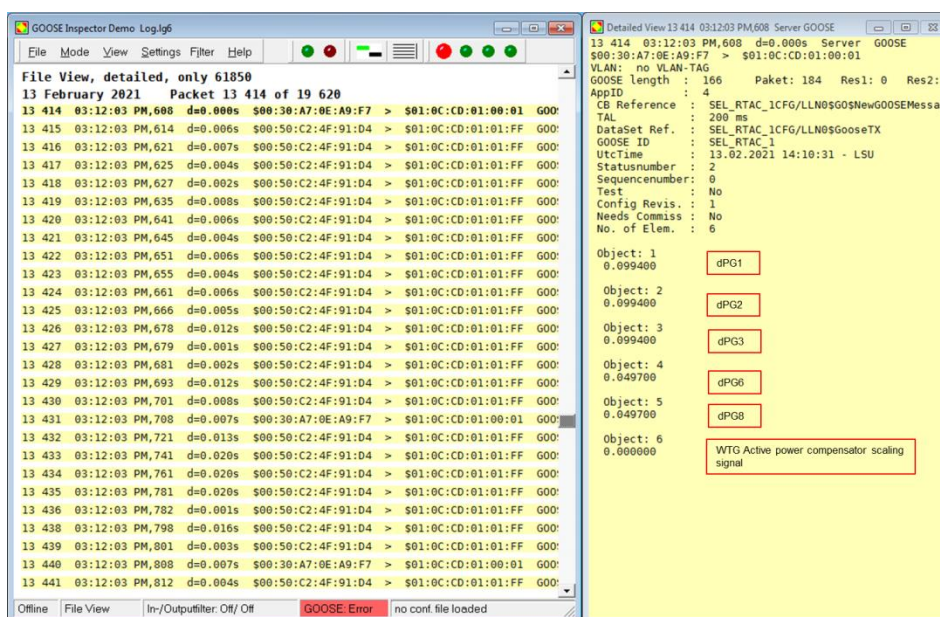 GOOSE Inspector Demo Log.lg6
File Mode View Settings Filter Help
File View, detailed, only 61850
13 February 2021 Packet 13 414 of 19 620
13 414 03:12:03 PM,608 d=0.000s $00:30:A7:0E:A9:F7 > $01:0C:CD:01:00:01 GOO
13 415 03:12:03 PM,614 d=0.006s $00:50:C2:4F:91:D4 > $01:0C:CD:01:01:FF GOO
13 416 03:12:03 PM,621 d=0.007s $00:50:C2:4F:91:D4 > $01:0C:CD:01:01:FF GOO
13 417 03:12:03 PM,625 d=0.004s $00:50:C2:4F:91:D4 > $01:0C:CD:01:01:FF GOO
13 418 03:12:03 PM,627 d=0.002s $00:50:C2:4F:91:D4 > $01:0C:CD:01:01:FF GOO
13 419 03:12:03 PM,635 d=0.008s $00:50:C2:4F:91:D4 > $01:0C:CD:01:01:FF GOO
13 420 03:12:03 PM,641 d=0.006s $00:50:C2:4F:91:D4 > $01:0C:CD:01:01:FF GOO
13 421 03:12:03 PM,645 d=0.004s $00:50:C2:4F:91:D4 > $01:0C:CD:01:01:FF GOO
13 422 03:12:03 PM,651 d=0.006s $00:50:C2:4F:91:D4 > $01:0C:CD:01:01:FF GOO
13 423 03:12:03 PM,655 d=0.004s $00:50:C2:4F:91:D4 > $01:0C:CD:01:01:FF GOO
13 424 03:12:03 PM,661 d=0.006s $00:50:C2:4F:91:D4 > $01:0C:CD:01:01:FF GOO
13 425 03:12:03 PM,666 d=0.005s $00:50:C2:4F:91:D4 > $01:0C:CD:01:01:FF GOO
13 426 03:12:03 PM,678 d=0.012s $00:50:C2:4F:91:D4 > $01:0C:CD:01:01:FF GOO
13 427 03:12:03 PM,679 d=0.001s $00:50:C2:4F:91:D4 > $01:0C:CD:01:01:FF GOO
13 428 03:12:03 PM,681 d=0.002s $00:50:C2:4F:91:D4 > $01:0C:CD:01:01:FF GOO
13 429 03:12:03 PM,693 d=0.012s $00:50:C2:4F:91:D4 > $01:0C:CD:01:01:FF GOO
13 430 03:12:03 PM,701 d=0.008s $00:50:C2:4F:91:D4 > $01:0C:CD:01:01:FF GOO
13 431 03:12:03 PM,708 d=0.007s $00:30:A7:0E:A9:F7 > $01:0C:CD:01:00:01 GOO
13 432 03:12:03 PM,721 d=0.013s $00:50:C2:4F:91:D4 > $01:0C:CD:01:01:FF GOO
13 433 03:12:03 PM,741 d=0.020s $00:50:C2:4F:91:D4 > $01:0C:CD:01:01:FF GOO
13 434 03:12:03 PM,761 d=0.020s $00:50:C2:4F:91:D4 > $01:0C:CD:01:01:FF GOO
13 435 03:12:03 PM,781 d=0.020s $00:50:C2:4F:91:D4 > $01:0C:CD:01:01:FF GOO
13 436 03:12:03 PM,782 d=0.001s $00:50:C2:4F:91:D4 > $01:0C:CD:01:01:FF GOO
13 438 03:12:03 PM,798 d=0.016s $00:50:C2:4F:91:D4 > $01:0C:CD:01:01:FF GOO
13 439 03:12:03 PM,801 d=0.003s $00:50:C2:4F:91:D4 > $01:0C:CD:01:01:FF GOO
13 440 03:12:03 PM,808 d=0.007s $00:30:A7:0E:A9:F7 > $01:0C:CD:01:00:01 GOO
13 441 03:12:03 PM,812 d=0.004s $00:50:C2:4F:91:D4 > $01:0C:CD:01:01:FF GOO
Offline File View In-/Outputfilter: Off/ Off GOOSE: Error no conf. file loaded
Detailed View 13 414 03:12:03 PM,608 Server GOOSE
13 414 03:12:03 PM,608 d=0.000s Server GOOSE
$00:30:A7:0E:A9:F7 > $01:0C:CD:01:00:01
VLAN: no VLAN-TAG
GOOSE length : 166 Paket: 184 Res1: 0 Res2:
AppID : 4
CB Reference : SEL_RTAC_1CFG/LLN0$GO$NewGOOSEMessa
TAL : 200 ms
DataSet Ref. : SEL_RTAC_1CFG/LLN0$GooseTX
GOOSE ID : SEL_RTAC_1
UtcTime : 13.02.2021 14:10:31 - LSU
Statusnumber : 2
Sequencenumber: 0
Test : No
Config Revis. : 1
Needs Commiss : No
No. of Elem. : 6
Object: 1
0.099400 dPG1
Object: 2
0.099400 dPG2
Object: 3
0.099400 dPG3
Object: 4
0.049700 dPG6
Object: 5
0.049700 dPG8
Object: 6
0.000000 WTG Active power compensator scaling
signal